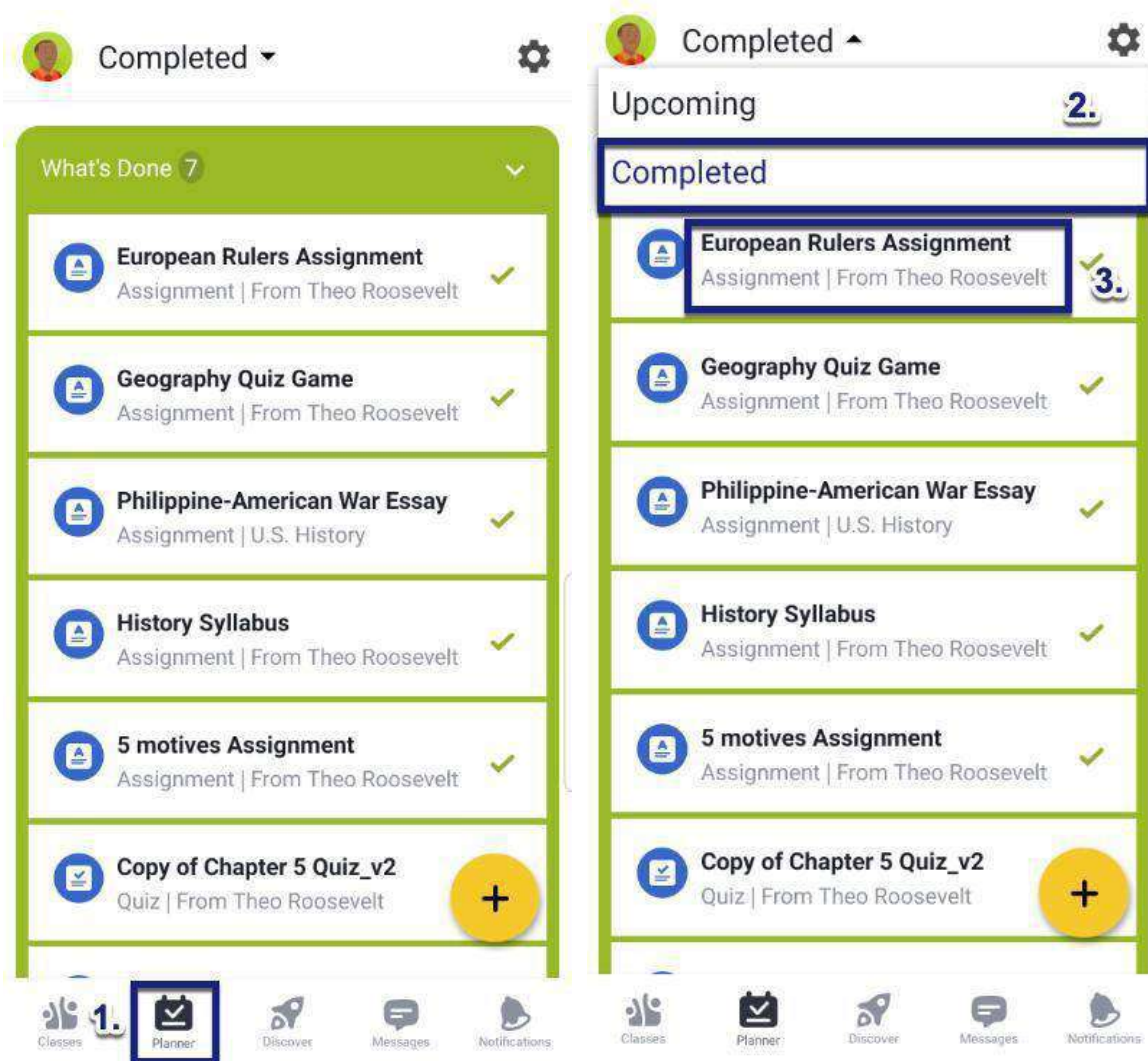 Completed
What's Done 7
European Rulers Assignment
Assignment | From Theo Roosevelt
Geography Quiz Game
Assignment | From Theo Roosevelt
Philippine-American War Essay
Assignment | U.S. History
History Syllabus
Assignment | From Theo Roosevelt
5 motives Assignment
Assignment | From Theo Roosevelt
Copy of Chapter 5 Quiz_v2
Quiz | From Theo Roosevelt
+
1.
Classes
Planner
Discover
Messages
Notifications
Completed
Upcoming
2.
Completed
European Rulers Assignment
Assignment | From Theo Roosevelt
3.
Geography Quiz Game
Assignment | From Theo Roosevelt
Philippine-American War Essay
Assignment | U.S. History
History Syllabus
Assignment | From Theo Roosevelt
5 motives Assignment
Assignment | From Theo Roosevelt
Copy of Chapter 5 Quiz_v2
Quiz | From Theo Roosevelt
+
Classes
Planner
Discover
Messages
Notifications